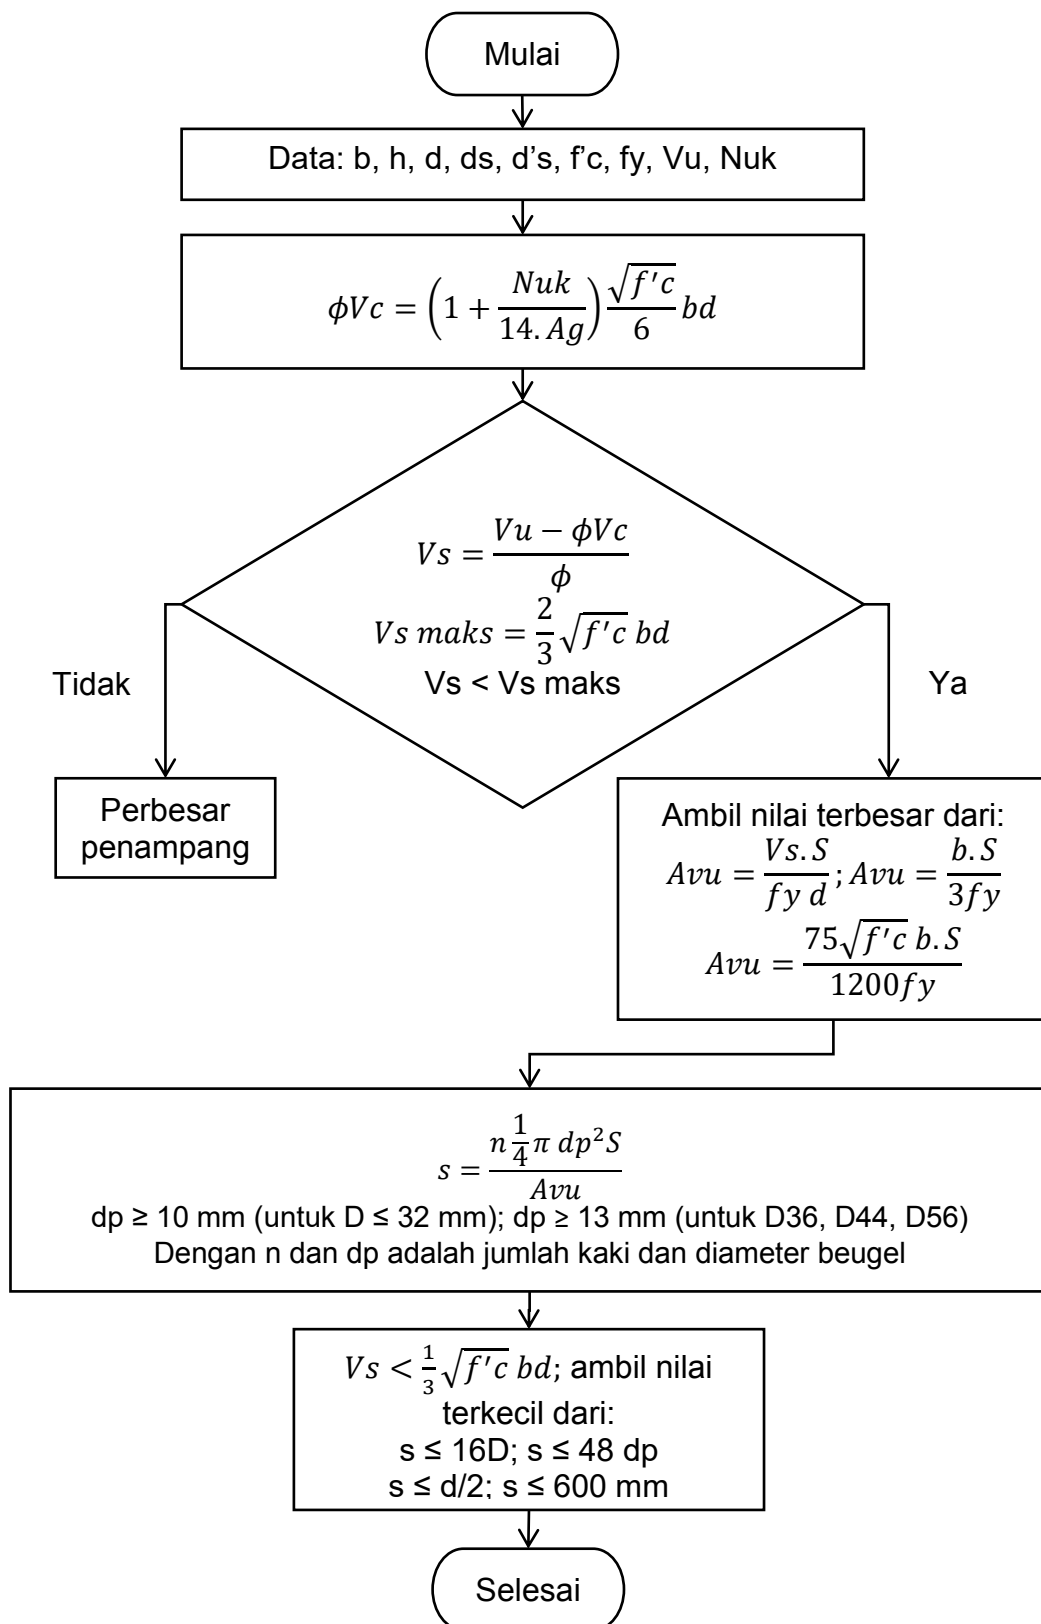 Mulai
Data: b, h, d, ds, d's, f'c, fy, Vu, Nuk
ϕVc = (1 + Nuk/14. Ag) √f'c/6 bd
Vs = (Vu − ϕVc)/ϕ
Vs maks = 2/3 √f'c bd
Vs < Vs maks
Tidak
Ya
Perbesar
penampang
Ambil nilai terbesar dari:
Avu = Vs. S/fy d ; Avu = b. S/3fy
Avu = 75√f'c b. S/1200fy
s = n 1/4 π dp² S/Avu
dp ≥ 10 mm (untuk D ≤ 32 mm); dp ≥ 13 mm (untuk D36, D44, D56)
Dengan n dan dp adalah jumlah kaki dan diameter beugel
Vs < 1/3 √f'c bd; ambil nilai
terkecil dari:
s ≤ 16D; s ≤ 48 dp
s ≤ d/2; s ≤ 600 mm
Selesai